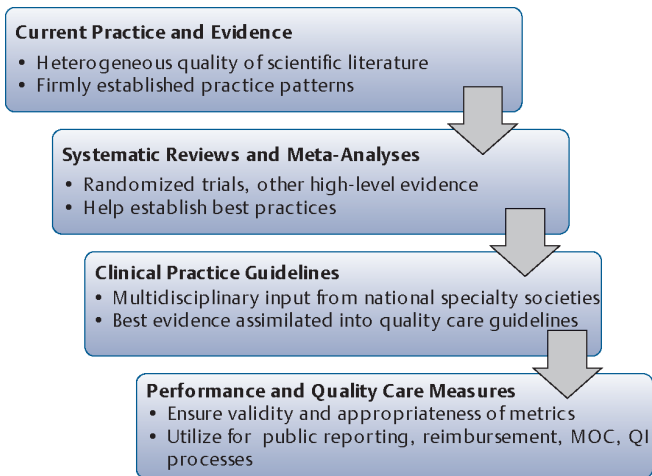 Current Practice and Evidence
• Heterogeneous quality of scientific literature
• Firmly established practice patterns
Systematic Reviews and Meta-Analyses
• Randomized trials, other high-level evidence
• Help establish best practices
Clinical Practice Guidelines
• Multidisciplinary input from national specialty societies
• Best evidence assimilated into quality care guidelines
Performance and Quality Care Measures
• Ensure validity and appropriateness of metrics
• Utilize for public reporting, reimbursement, MOC, QI
processes